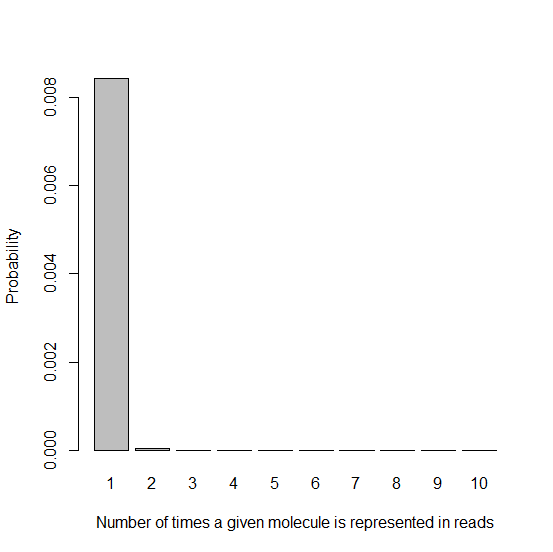 Probability
0.008
0.006
0.004
0.002
0.000
1 2 3 4 5 6 7 8 9 10
Number of times a given molecule is represented in reads